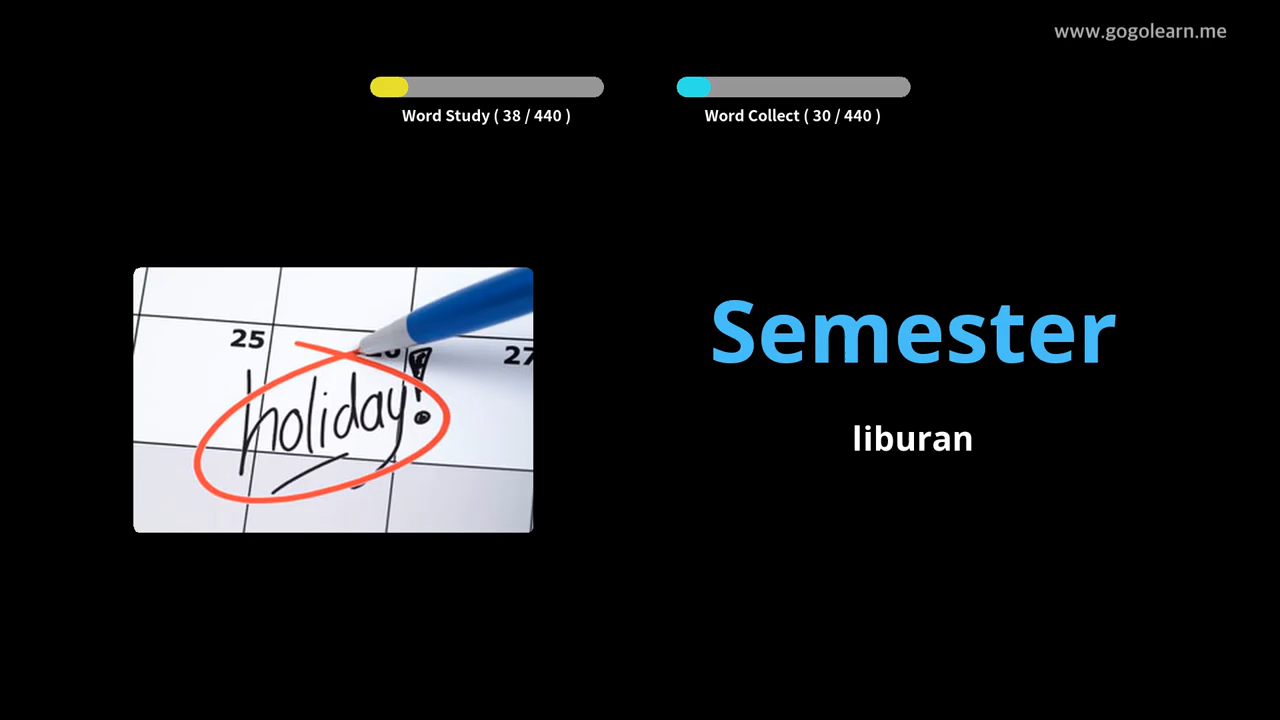 www.gogolearn.me
Word Study ( 38 / 440 )
Word Collect ( 30 / 440 )
25
27
holiday!
Semester
liburan